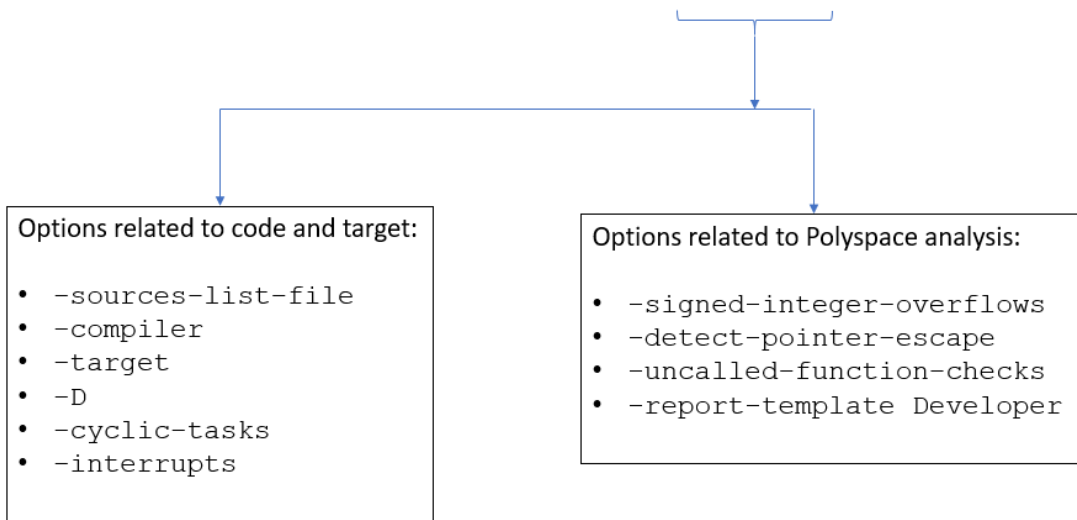 Options related to code and target:
• -sources-list-file
• -compiler
• -target
• -D
• -cyclic-tasks
• -interrupts
Options related to Polyspace analysis:
• -signed-integer-overflows
• -detect-pointer-escape
• -uncalled-function-checks
• -report-template Developer